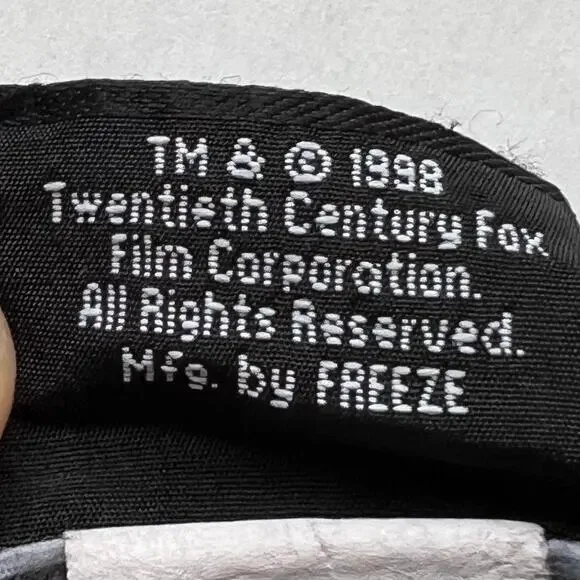 TM & © 1998
Twentieth Century Fox
Film Corporation.
All Rights Reserved.
Mfg. by FREEZE